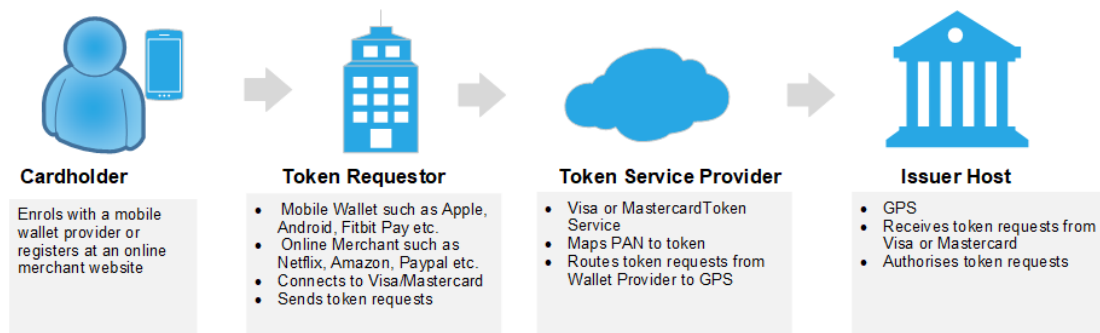 Cardholder
Enrols with a mobile
wallet provider or
registers at an online
merchant website
Token Requestor
• Mobile Wallet such as Apple,
Android, Fitbit Pay etc.
• Online Merchant such as
Netflix, Amazon, Paypal etc.
• Connects to Visa/Mastercard
• Sends token requests
Token Service Provider
• Visa or MastercardToken
Service
• Maps PAN to token
• Routes token requests from
Wallet Provider to GPS
Issuer Host
• GPS
• Receives token requests from
Visa or Mastercard
• Authorises token requests